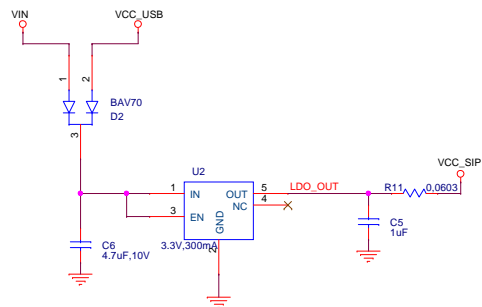 VIN
VCC_USB
1
2
BAV70
D2
3
U2
VCC_SIP
1
IN
OUT
5
LDO_OUT
R11
0,0603
NC
4
3
EN
GND
C5
1uF
C6
4.7uF,10V
3.3V,300mA
2